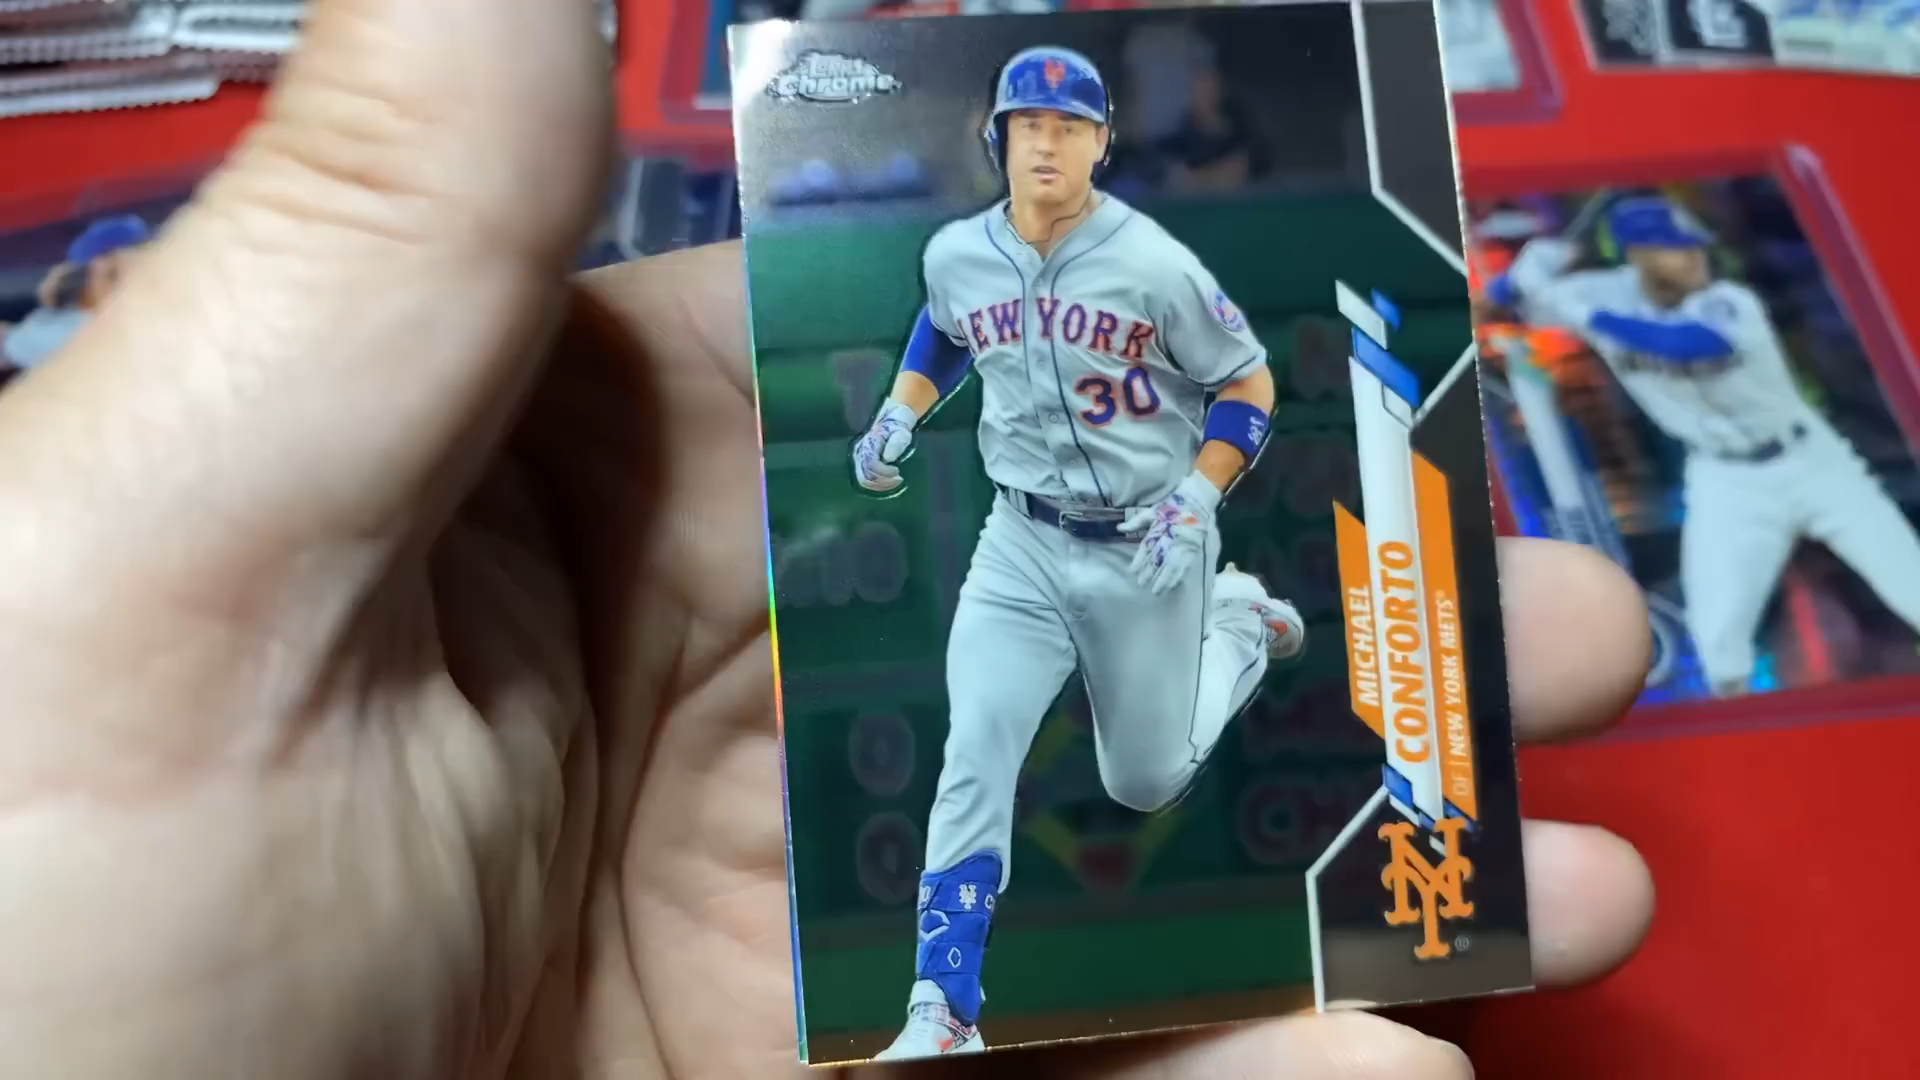 Topps
Chrome
NEW YORK
30
MICHAEL
CONFORTO
OF | NEW YORK METS®
NY
®